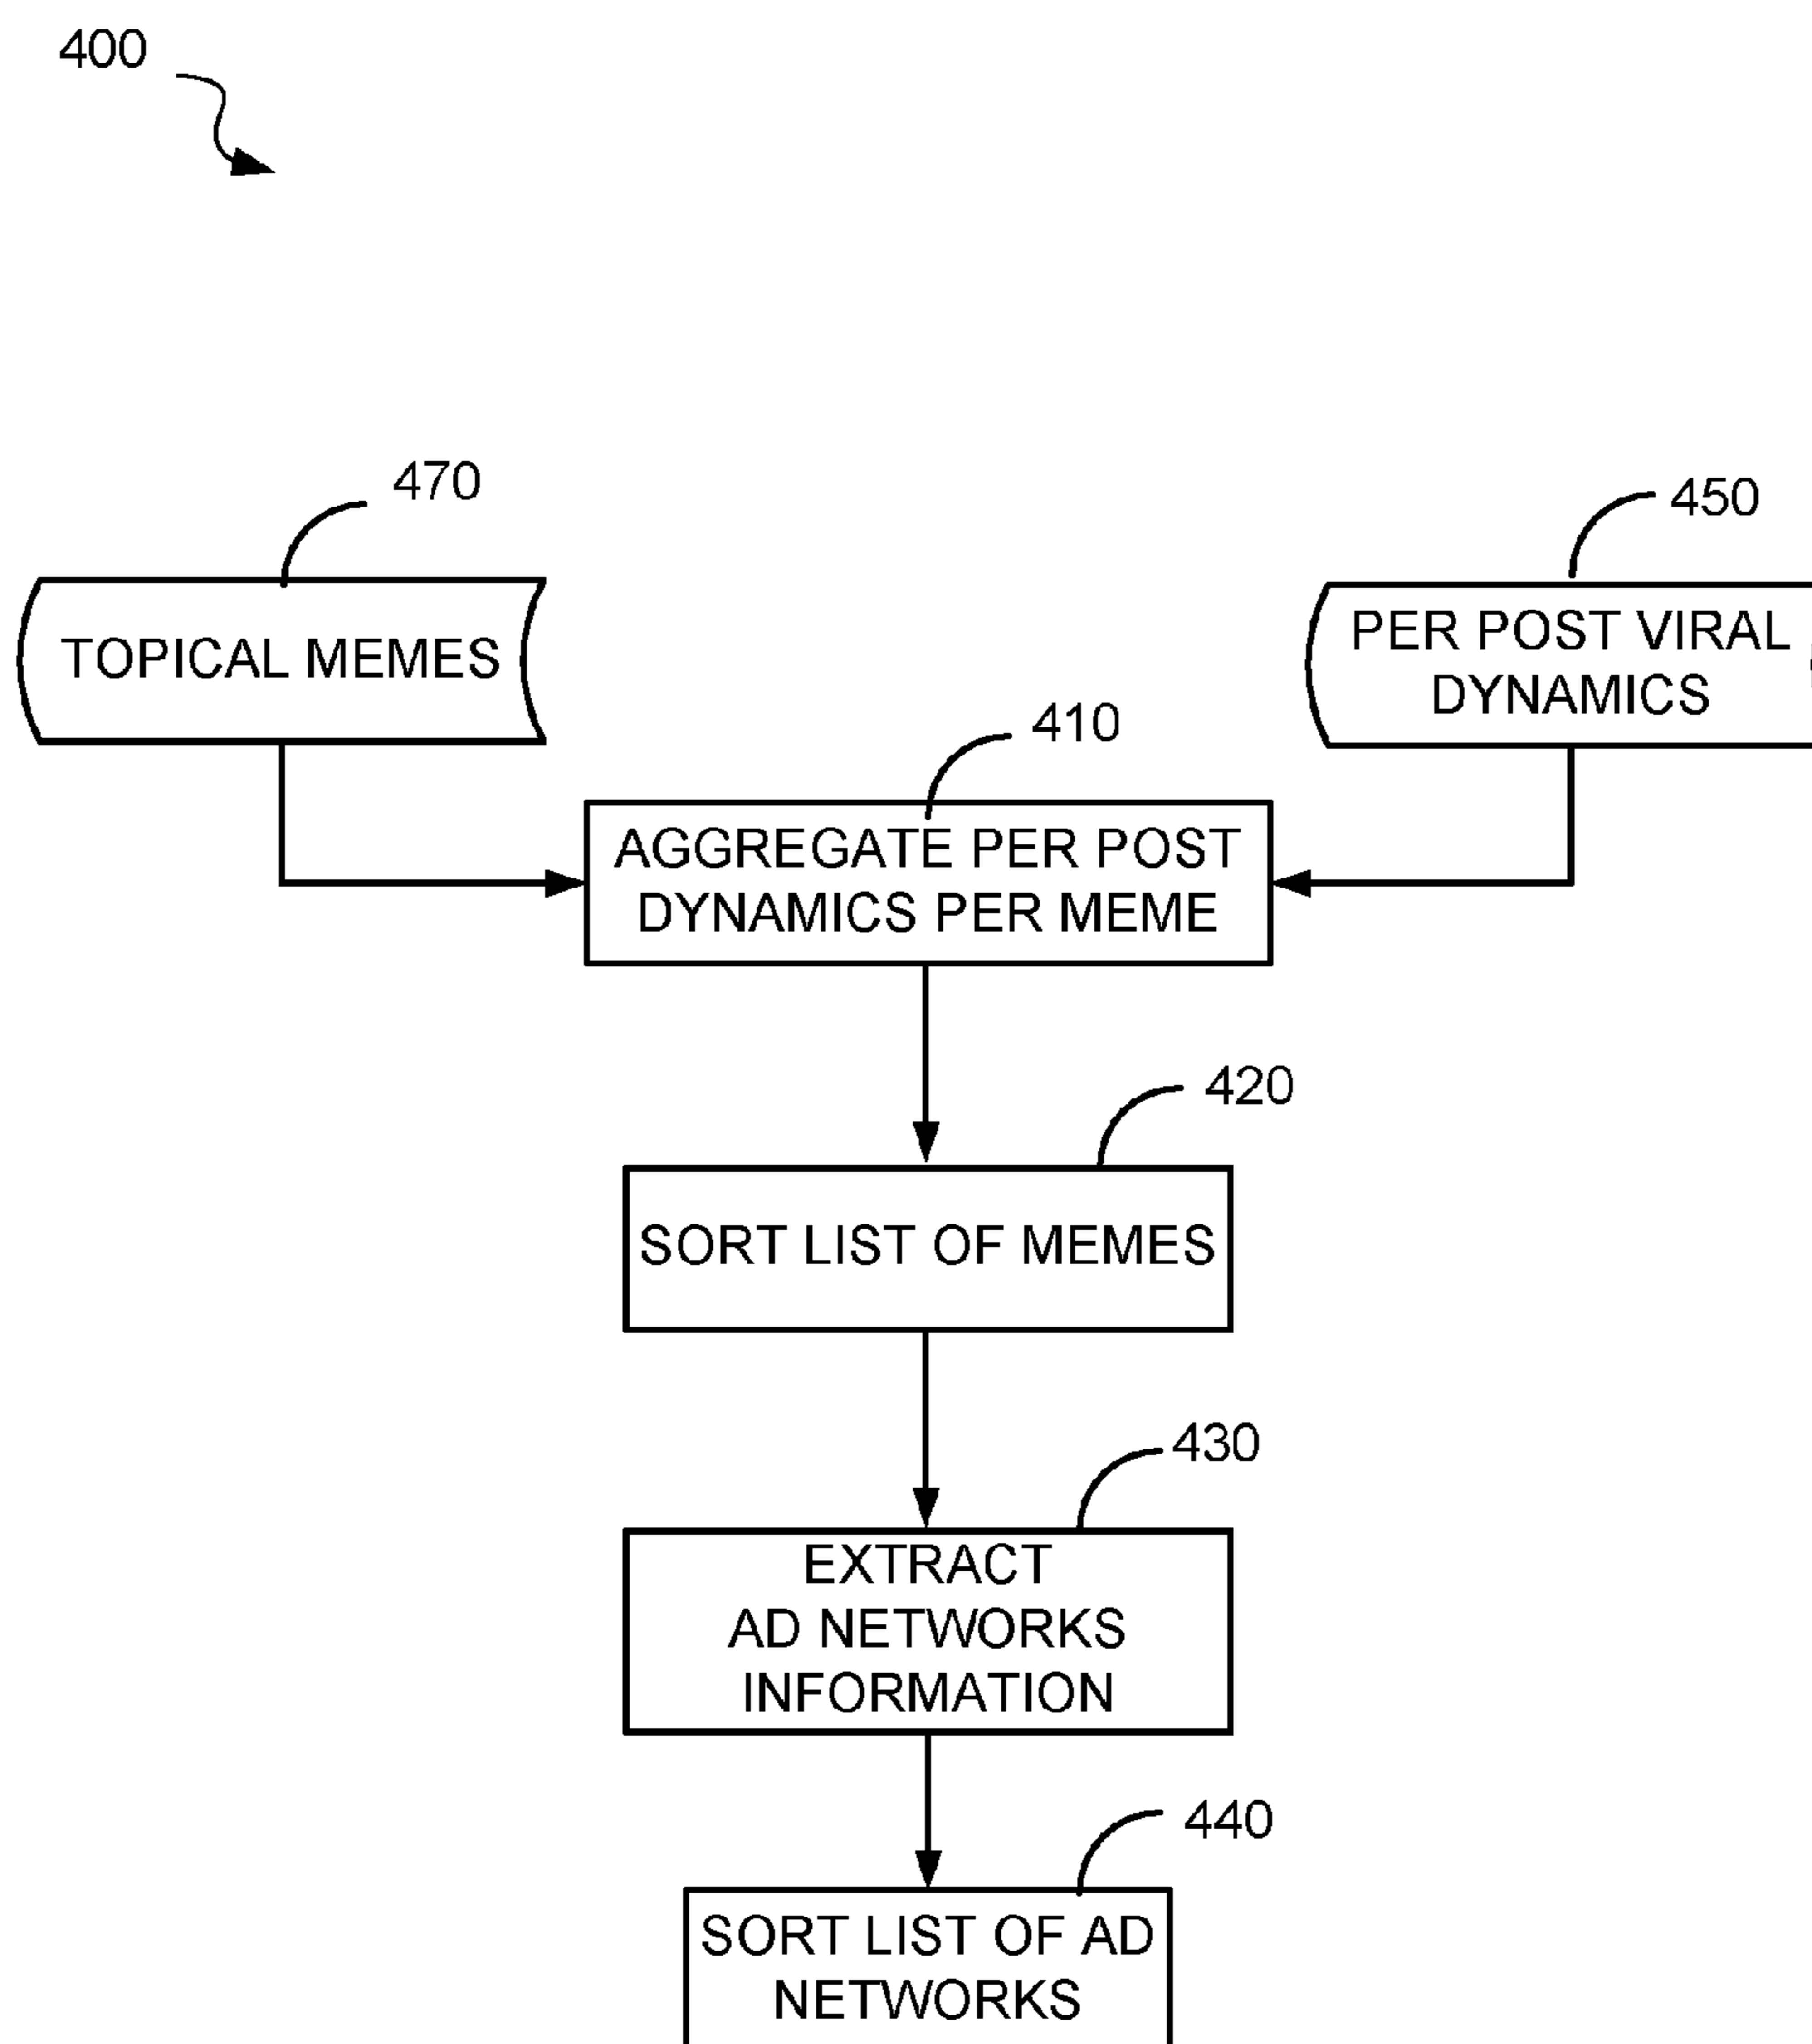 400
470
TOPICAL MEMES
450
PER POST VIRAL
DYNAMICS
410
AGGREGATE PER POST
DYNAMICS PER MEME
420
SORT LIST OF MEMES
430
EXTRACT
AD NETWORKS
INFORMATION
440
SORT LIST OF AD
NETWORKS